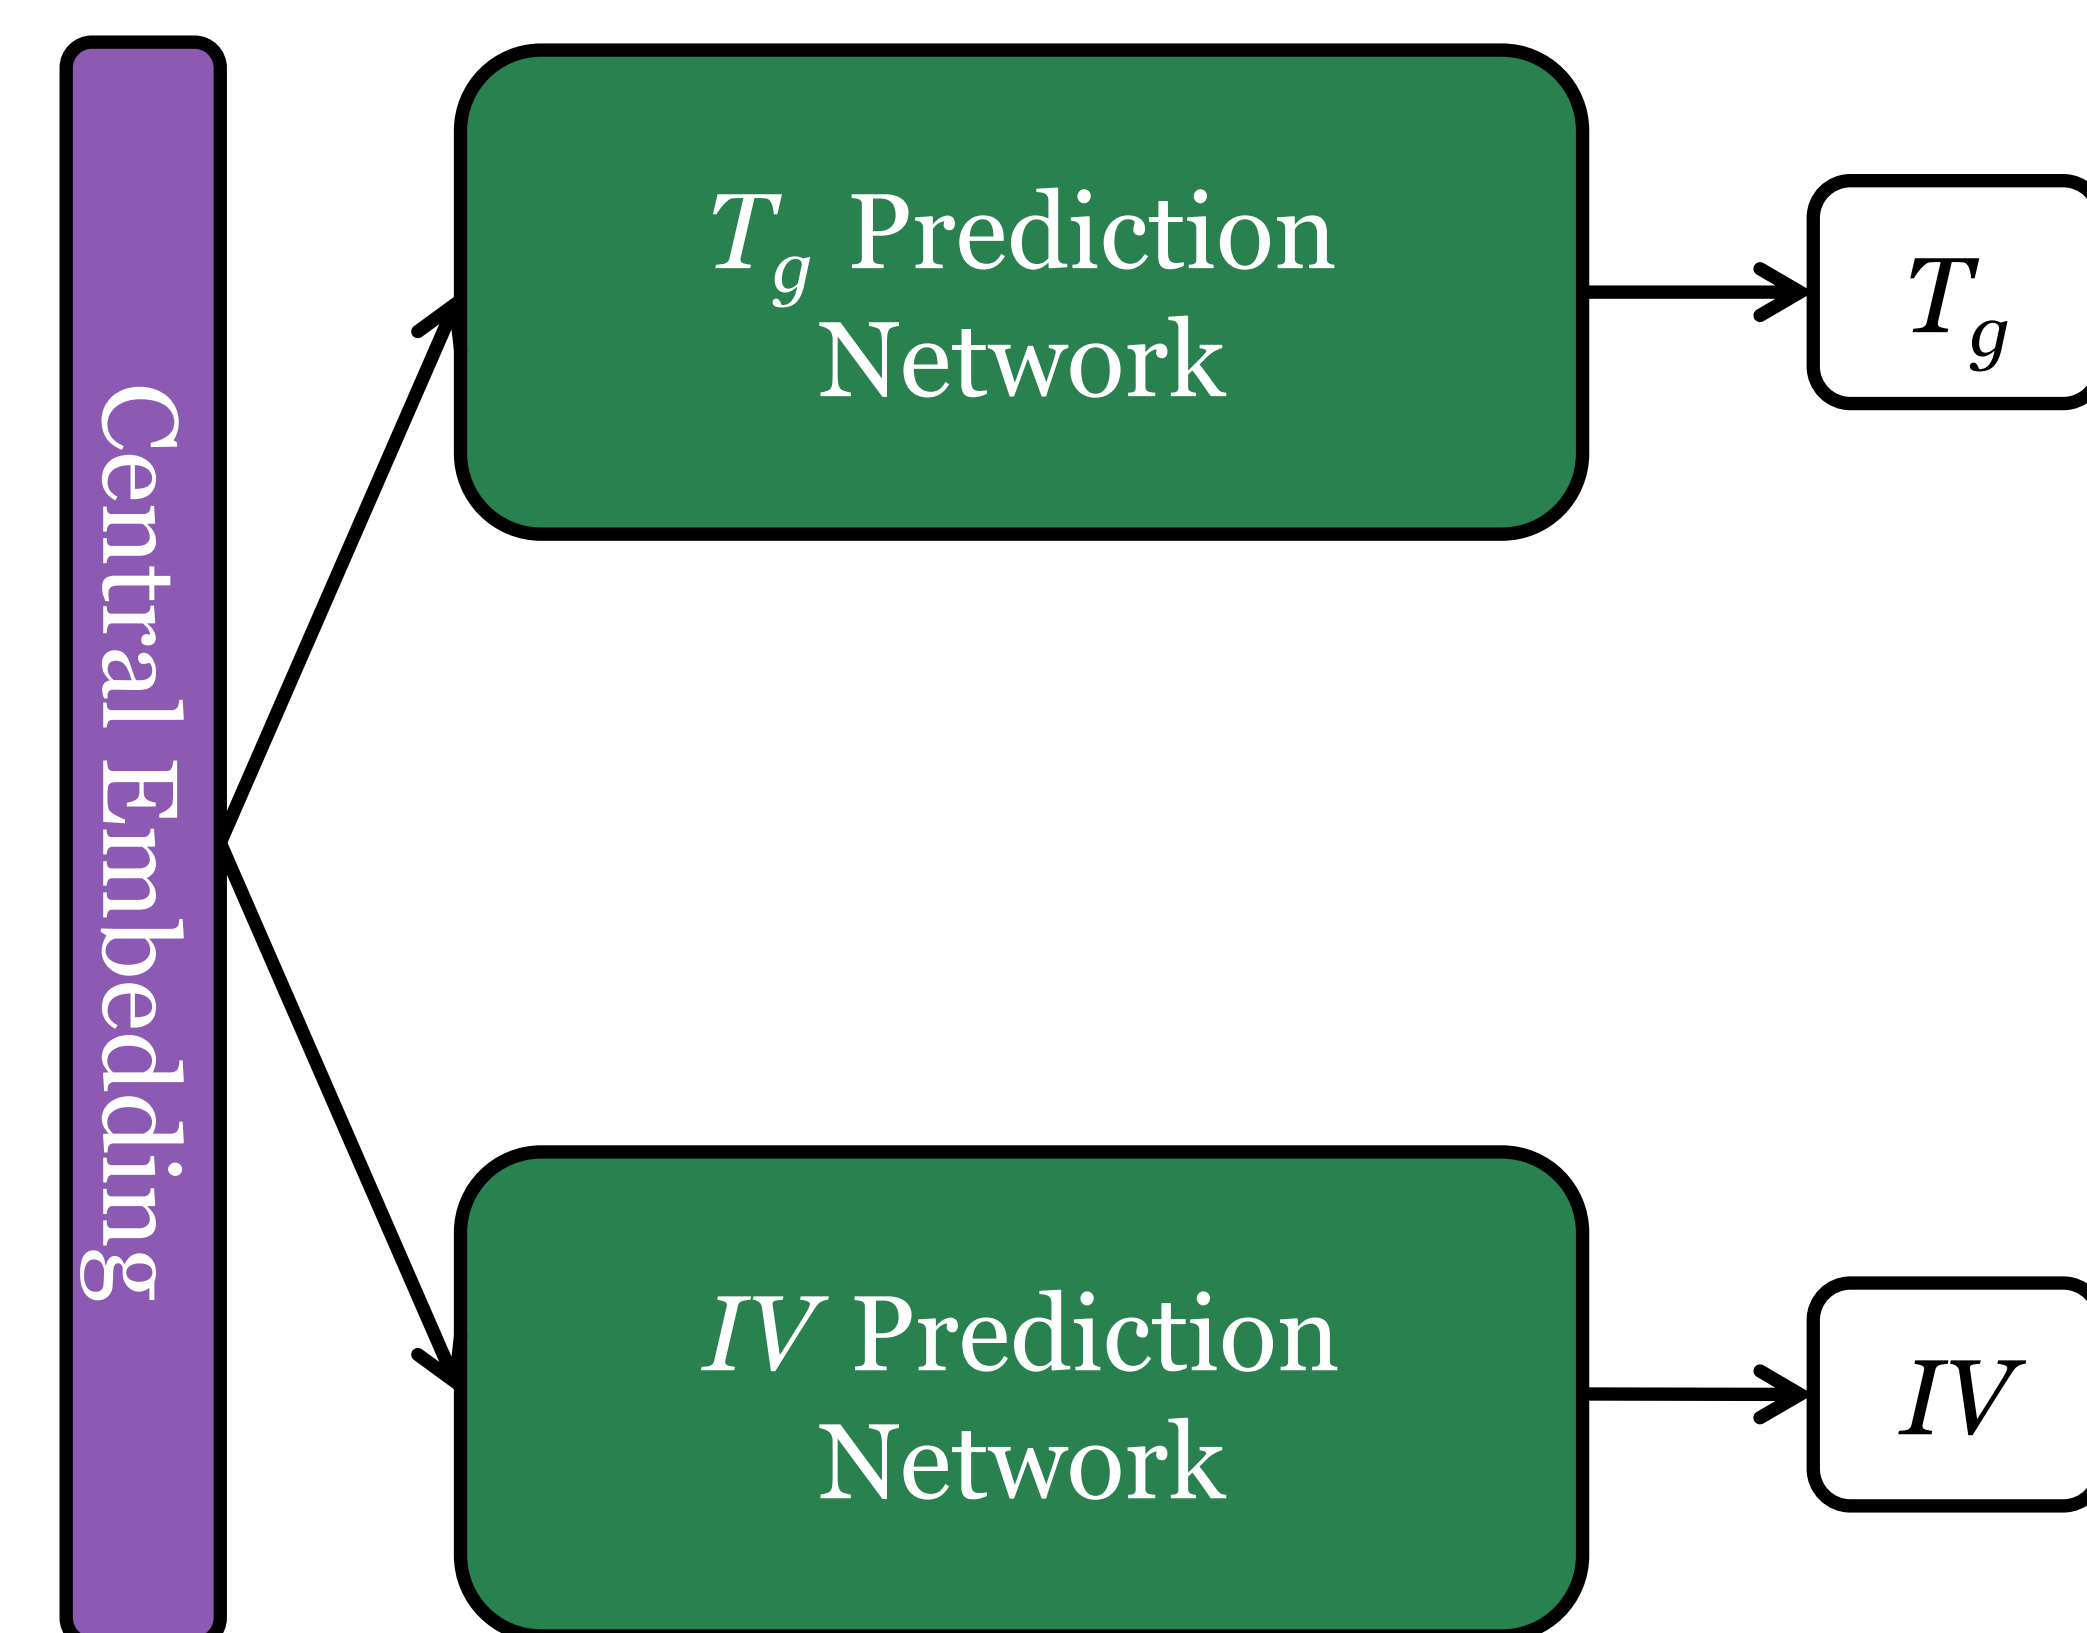 Central Embedding
T_g Prediction
Network
T_g
IV Prediction
Network
IV